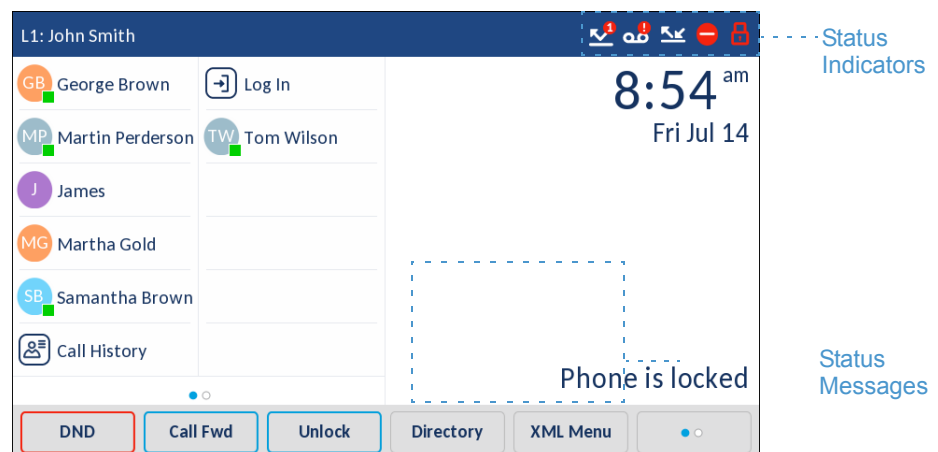 L1: John Smith
1
!
Status
Indicators
GB George Brown
Log In
8:54 am
MP Martin Perderson
TW Tom Wilson
Fri Jul 14
J James
MG Martha Gold
SB Samantha Brown
Call History
Phone is locked
Status
Messages
DND
Call Fwd
Unlock
Directory
XML Menu